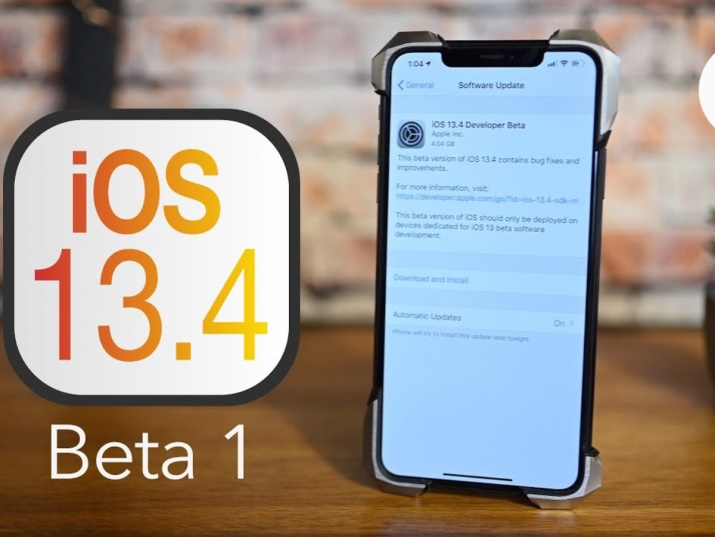 iOS
13.4
Beta 1
1:04
General
Software Update
iOS 13.4 Developer Beta
Apple Inc.
4.04 GB
This beta version of iOS 13.4 contains bug fixes and
improvements.
For more information, visit:
https://developer.apple.com/go/?id=ios-13.4-sdk-rn
This beta version of iOS should only be deployed on
devices dedicated for iOS 13 beta software
development.
Download and Install
Automatic Updates
On
iPhone will try to install this update later tonight.